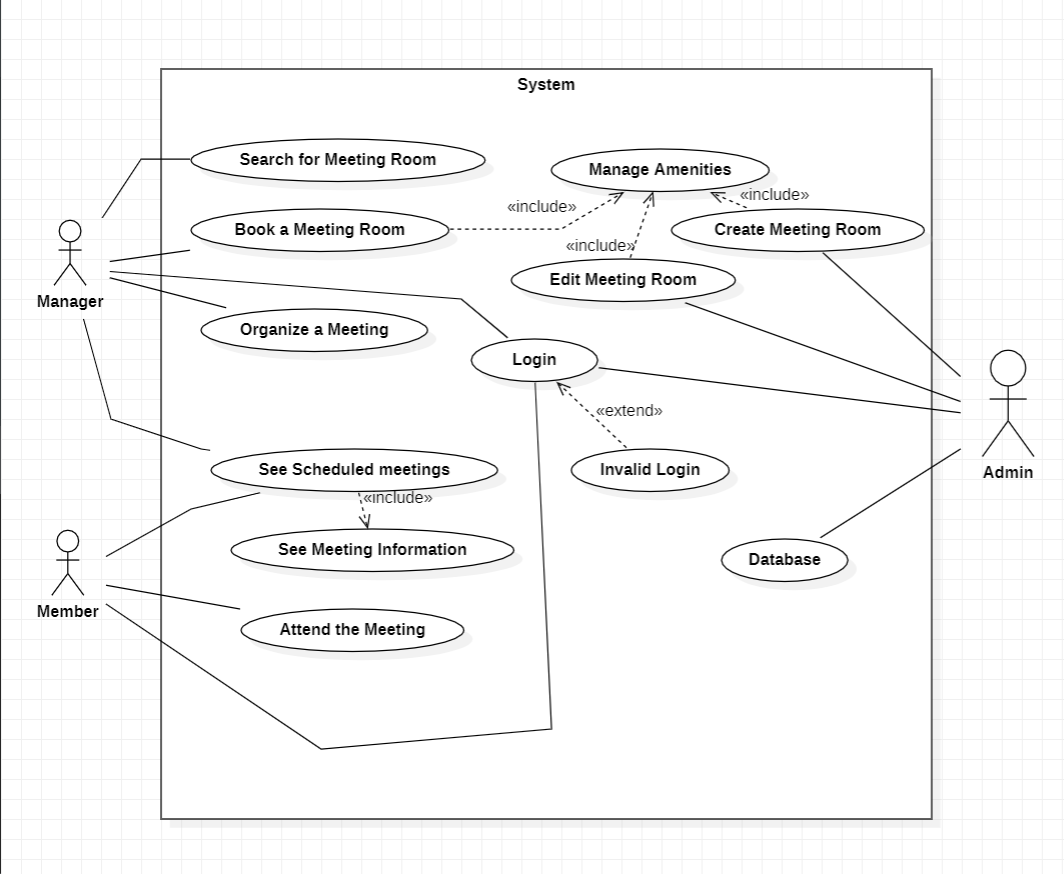 System
Search for Meeting Room
Manage Amenities
«include»
«include»
Book a Meeting Room
Create Meeting Room
«include»
Edit Meeting Room
Manager
Organize a Meeting
Login
«extend»
See Scheduled meetings
Invalid Login
Admin
«include»
See Meeting Information
Database
Member
Attend the Meeting